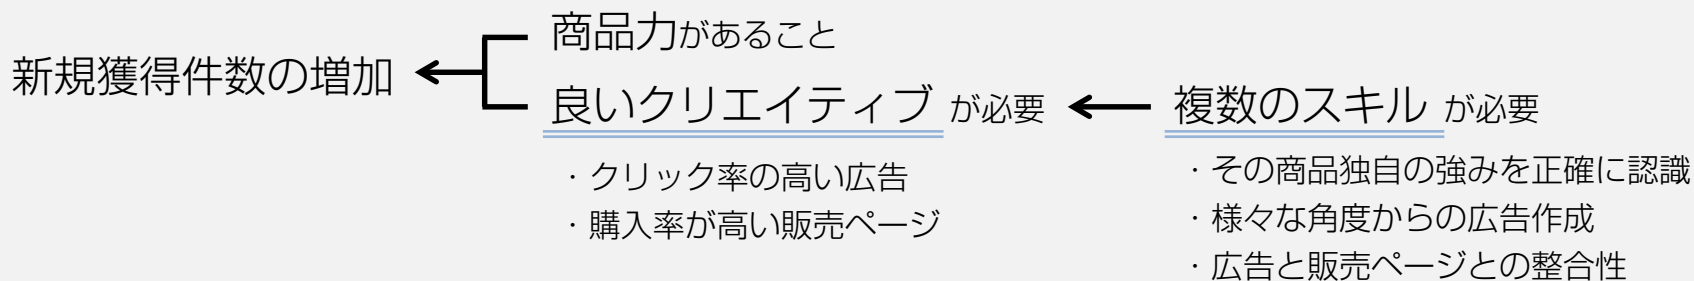 新規獲得件数の増加
商品力があること
良いクリエイティブ が必要
・クリック率の高い広告
・購入率が高い販売ページ
複数のスキル が必要
・その商品独自の強みを正確に認識
・様々な角度からの広告作成
・広告と販売ページとの整合性